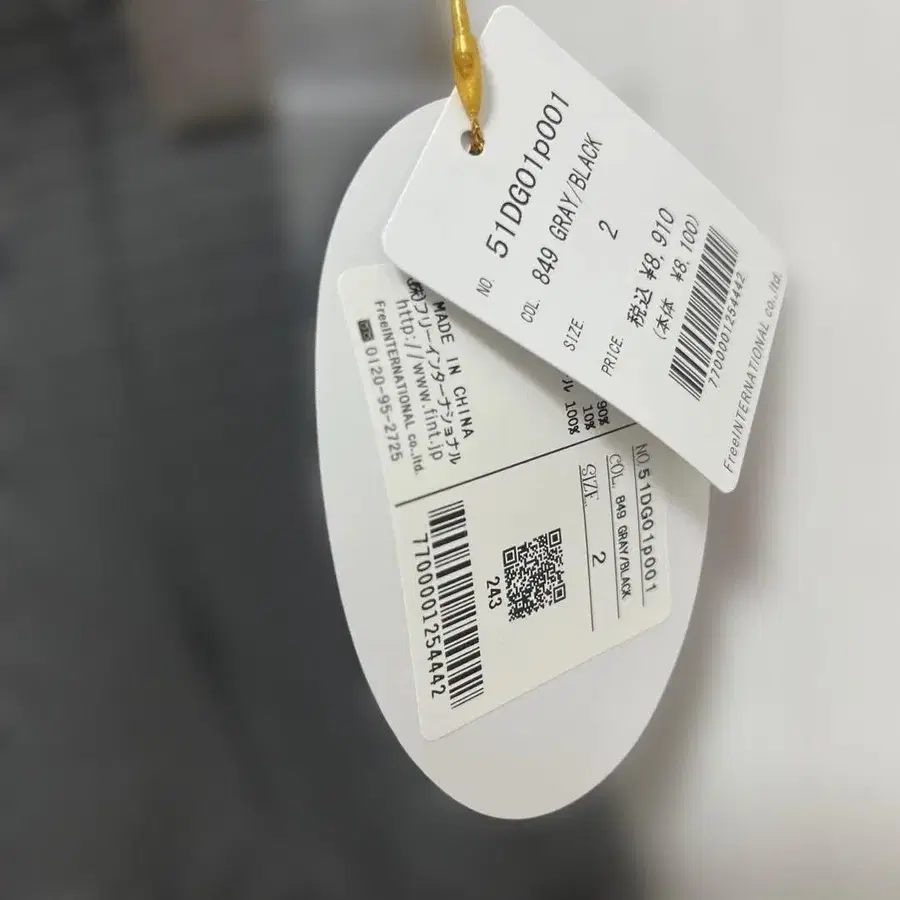 NO. 51DG01p001
COL. 849 GRAY/BLACK
SIZE 2
PRICE. 税込 ¥8,910
(本体 ¥8,100)
7700001254442
FreeINTERNATIONAL co.,ltd.
90%
10%
ル 100%
MADE IN CHINA
(株)フリーインターナショナル
http://www.fint.jp
FreeINTERNATIONAL co.,ltd.
0120-95-2725
NO. 51DG01p001
COL. 849 GRAY/BLACK
SIZE. 2
243
7700001254442